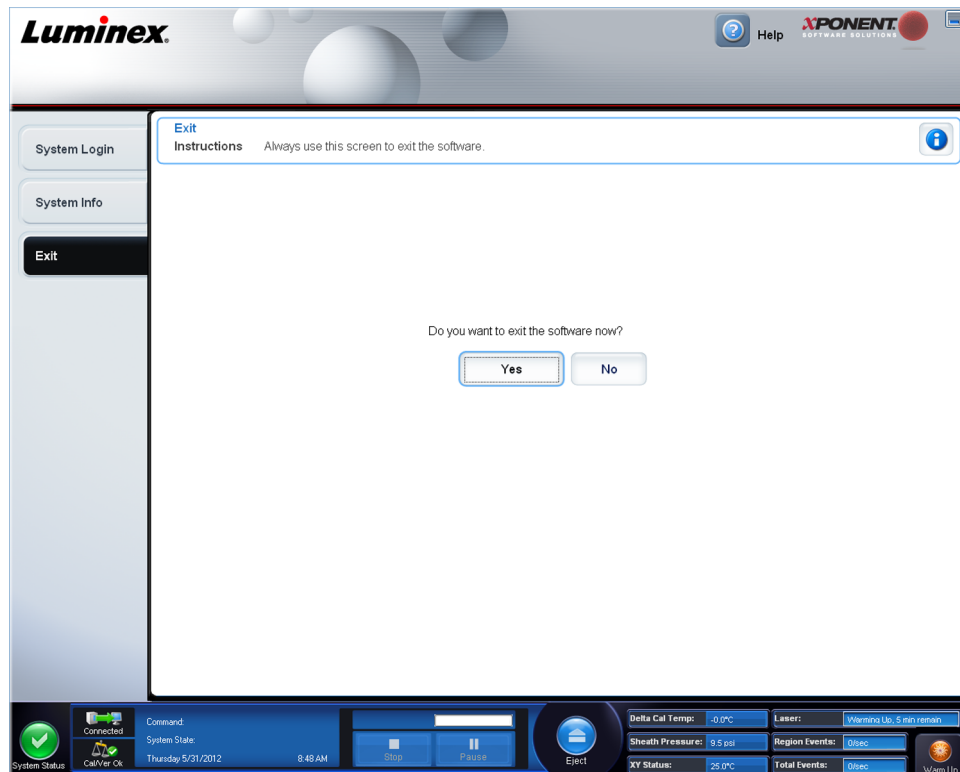 Luminex.
Help
XPONENT.
SOFTWARE SOLUTIONS
System Login
System Info
Exit
Exit
Instructions Always use this screen to exit the software.
Do you want to exit the software now?
Yes No
System Status
Connected
Cal/Ver Ok
Command:
System State:
Thursday 5/31/2012 8:48 AM
Stop Pause
Eject
Delta Cal Temp: -0.0°C
Sheath Pressure: 9.5 psi
XY Status: 25.0°C
Laser: Warming Up, 5 min remain
Region Events: 0/sec
Total Events: 0/sec
Warm Up